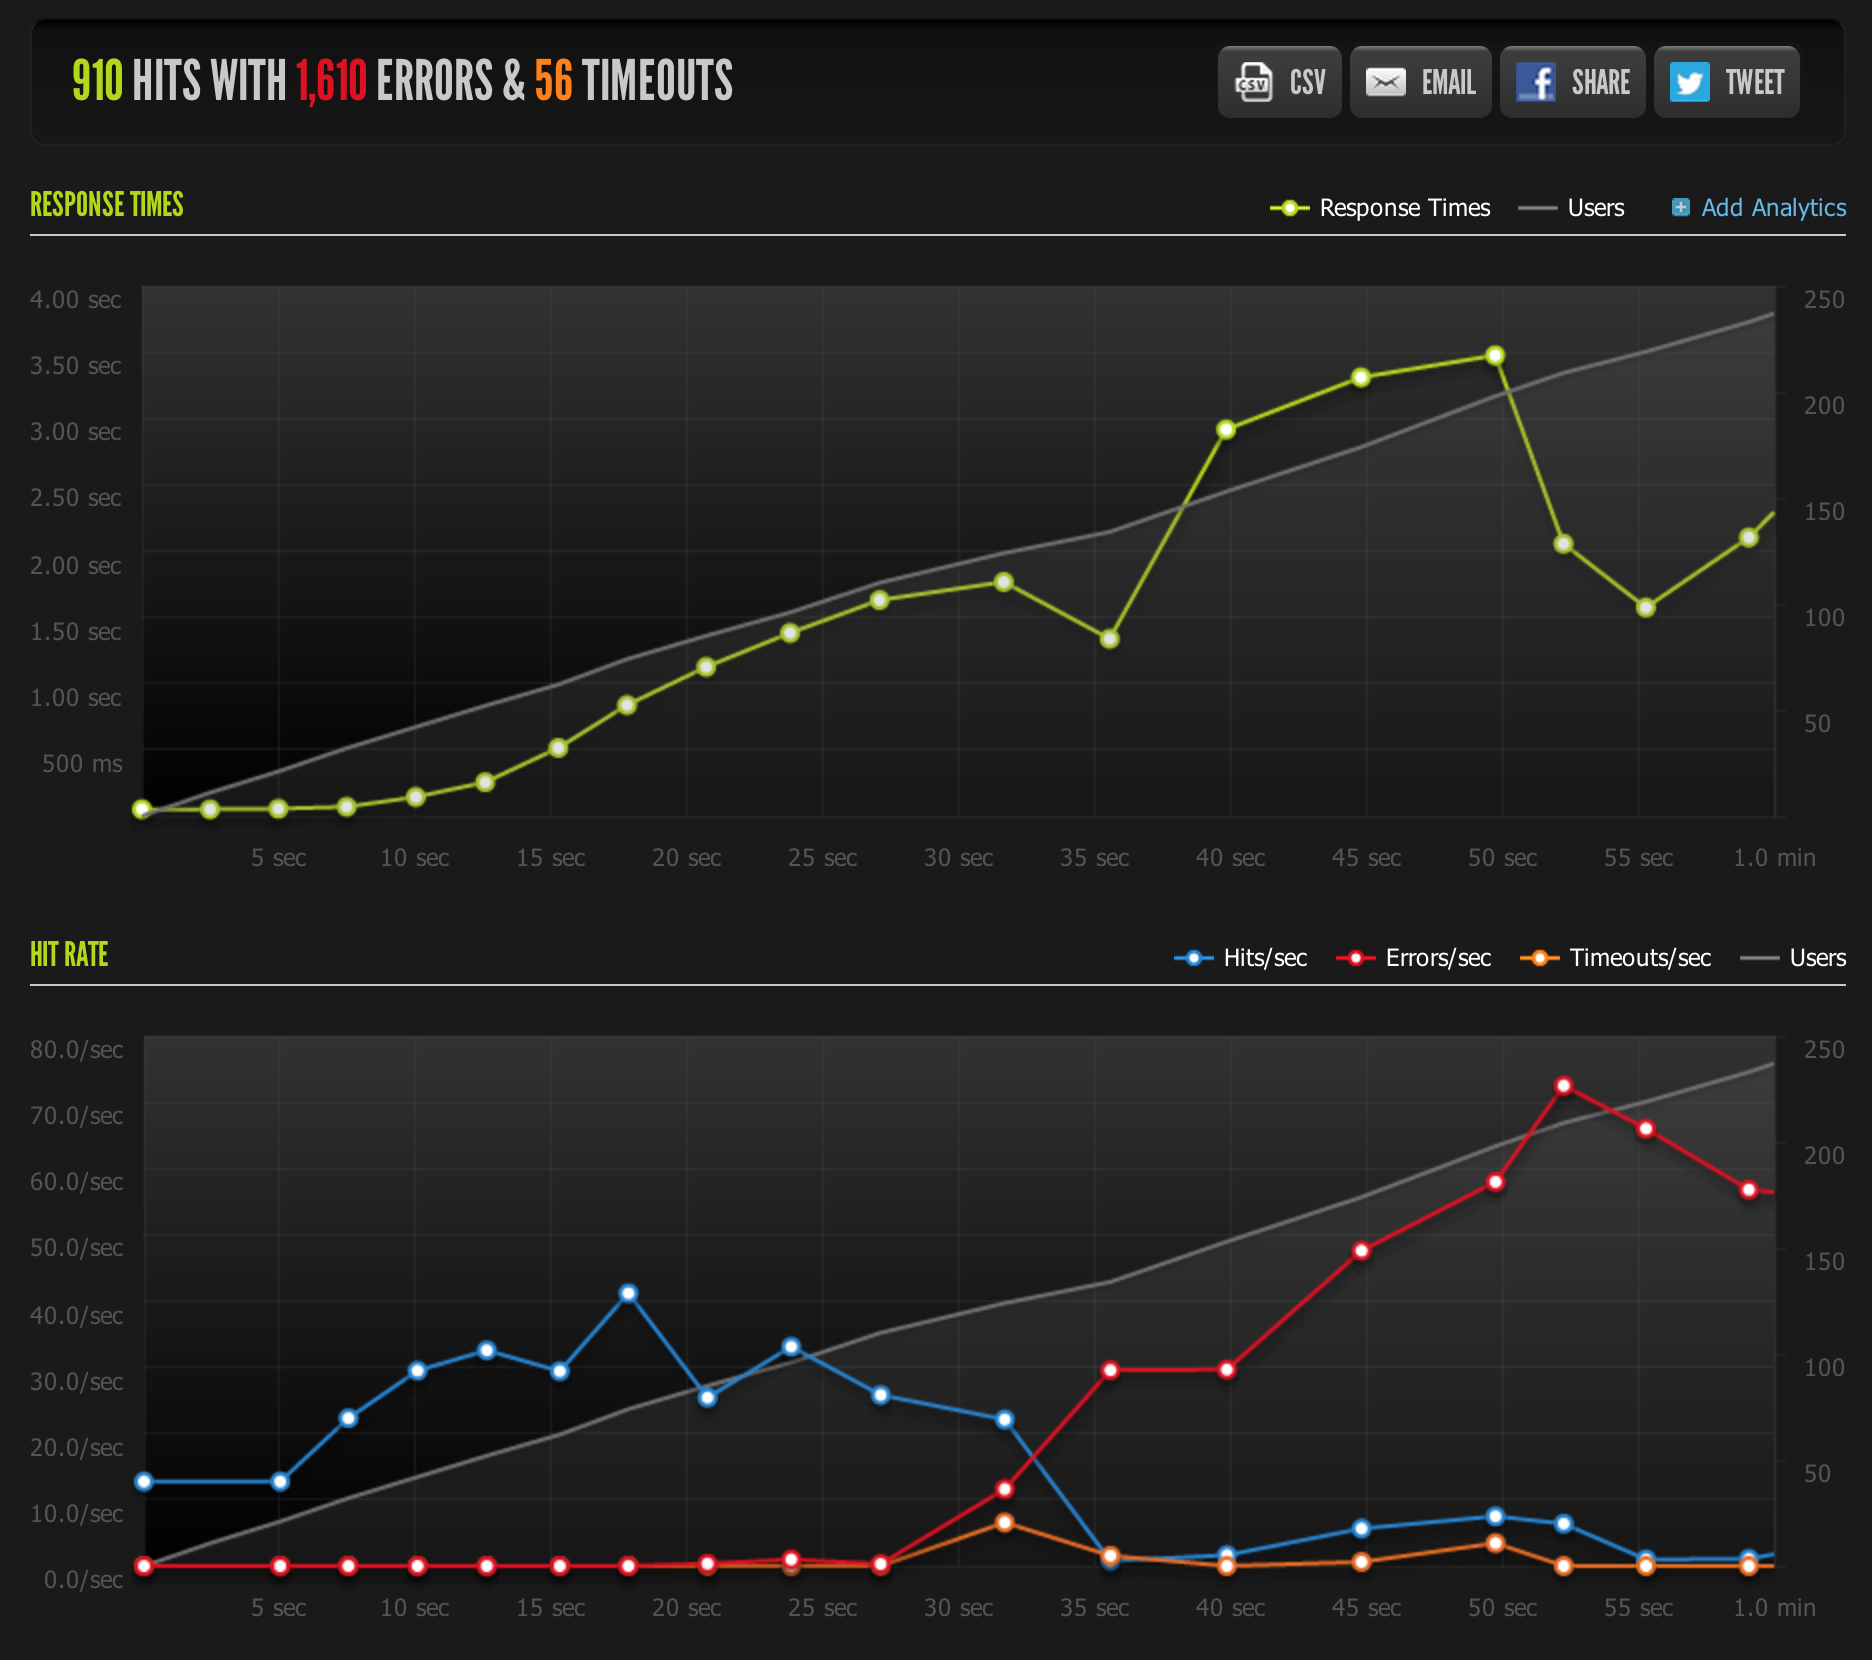 910 HITS WITH 1,610 ERRORS & 56 TIMEOUTS
CSV CSV EMAIL f SHARE TWEET
RESPONSE TIMES
Response Times Users Add Analytics
4.00 sec
3.50 sec
3.00 sec
2.50 sec
2.00 sec
1.50 sec
1.00 sec
500 ms
250
200
150
100
50
5 sec 10 sec 15 sec 20 sec 25 sec 30 sec 35 sec 40 sec 45 sec 50 sec 55 sec 1.0 min
HIT RATE
Hits/sec Errors/sec Timeouts/sec Users
80.0/sec
70.0/sec
60.0/sec
50.0/sec
40.0/sec
30.0/sec
20.0/sec
10.0/sec
0.0/sec
250
200
150
100
50
5 sec 10 sec 15 sec 20 sec 25 sec 30 sec 35 sec 40 sec 45 sec 50 sec 55 sec 1.0 min